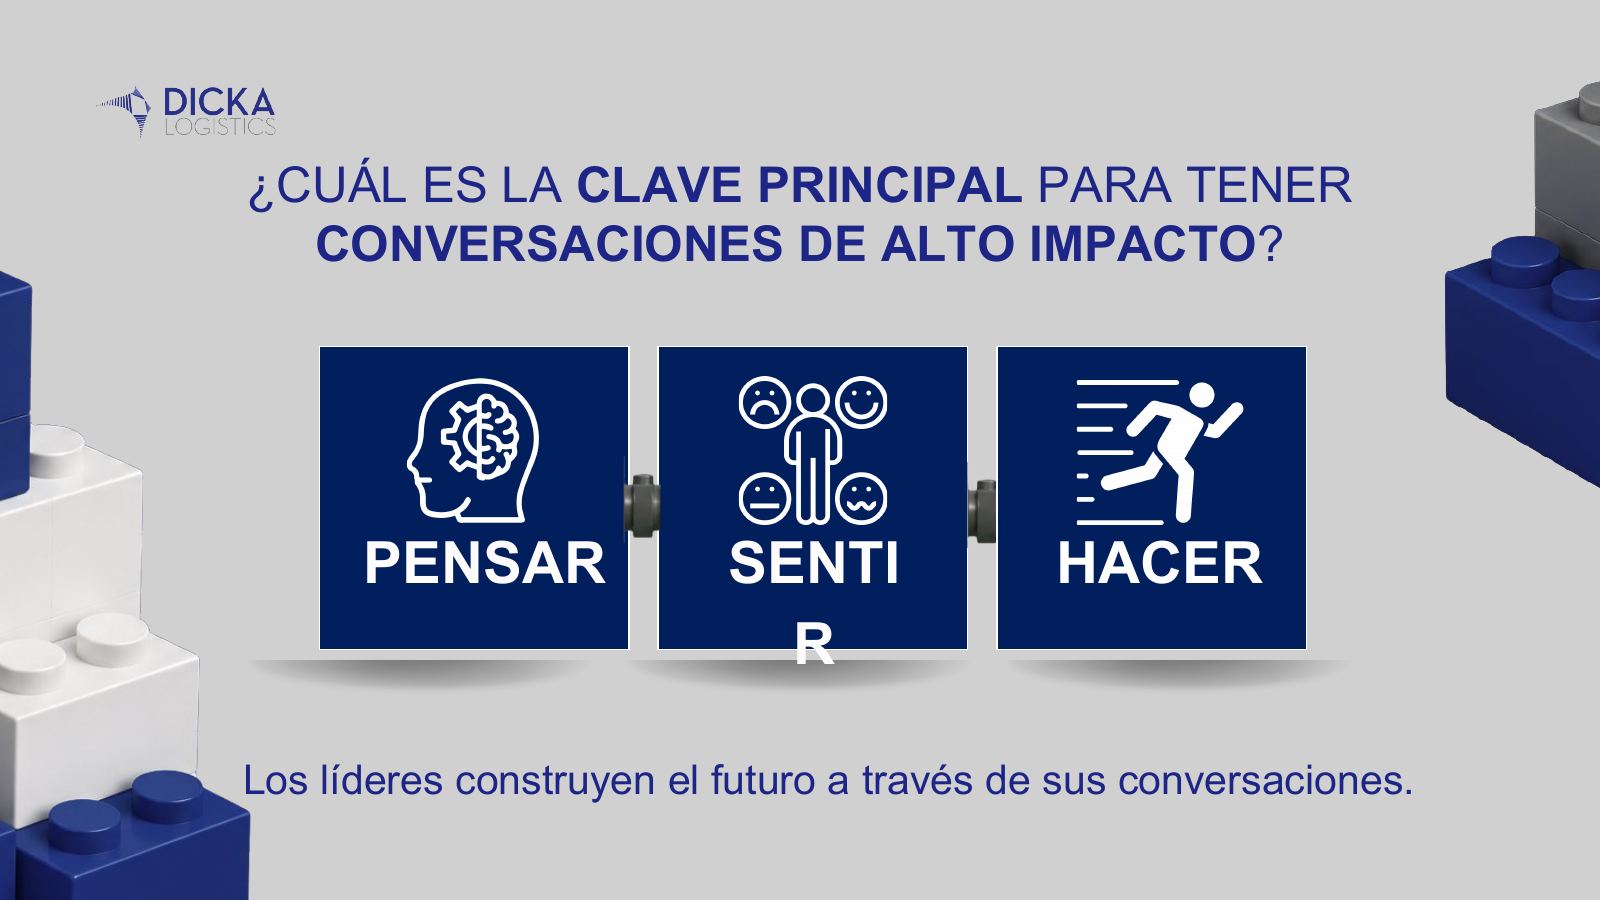 DICKA
LOGISTICS
¿CUÁL ES LA CLAVE PRINCIPAL PARA TENER
CONVERSACIONES DE ALTO IMPACTO?
PENSAR
SENTI
R
HACER
Los líderes construyen el futuro a través de sus conversaciones.